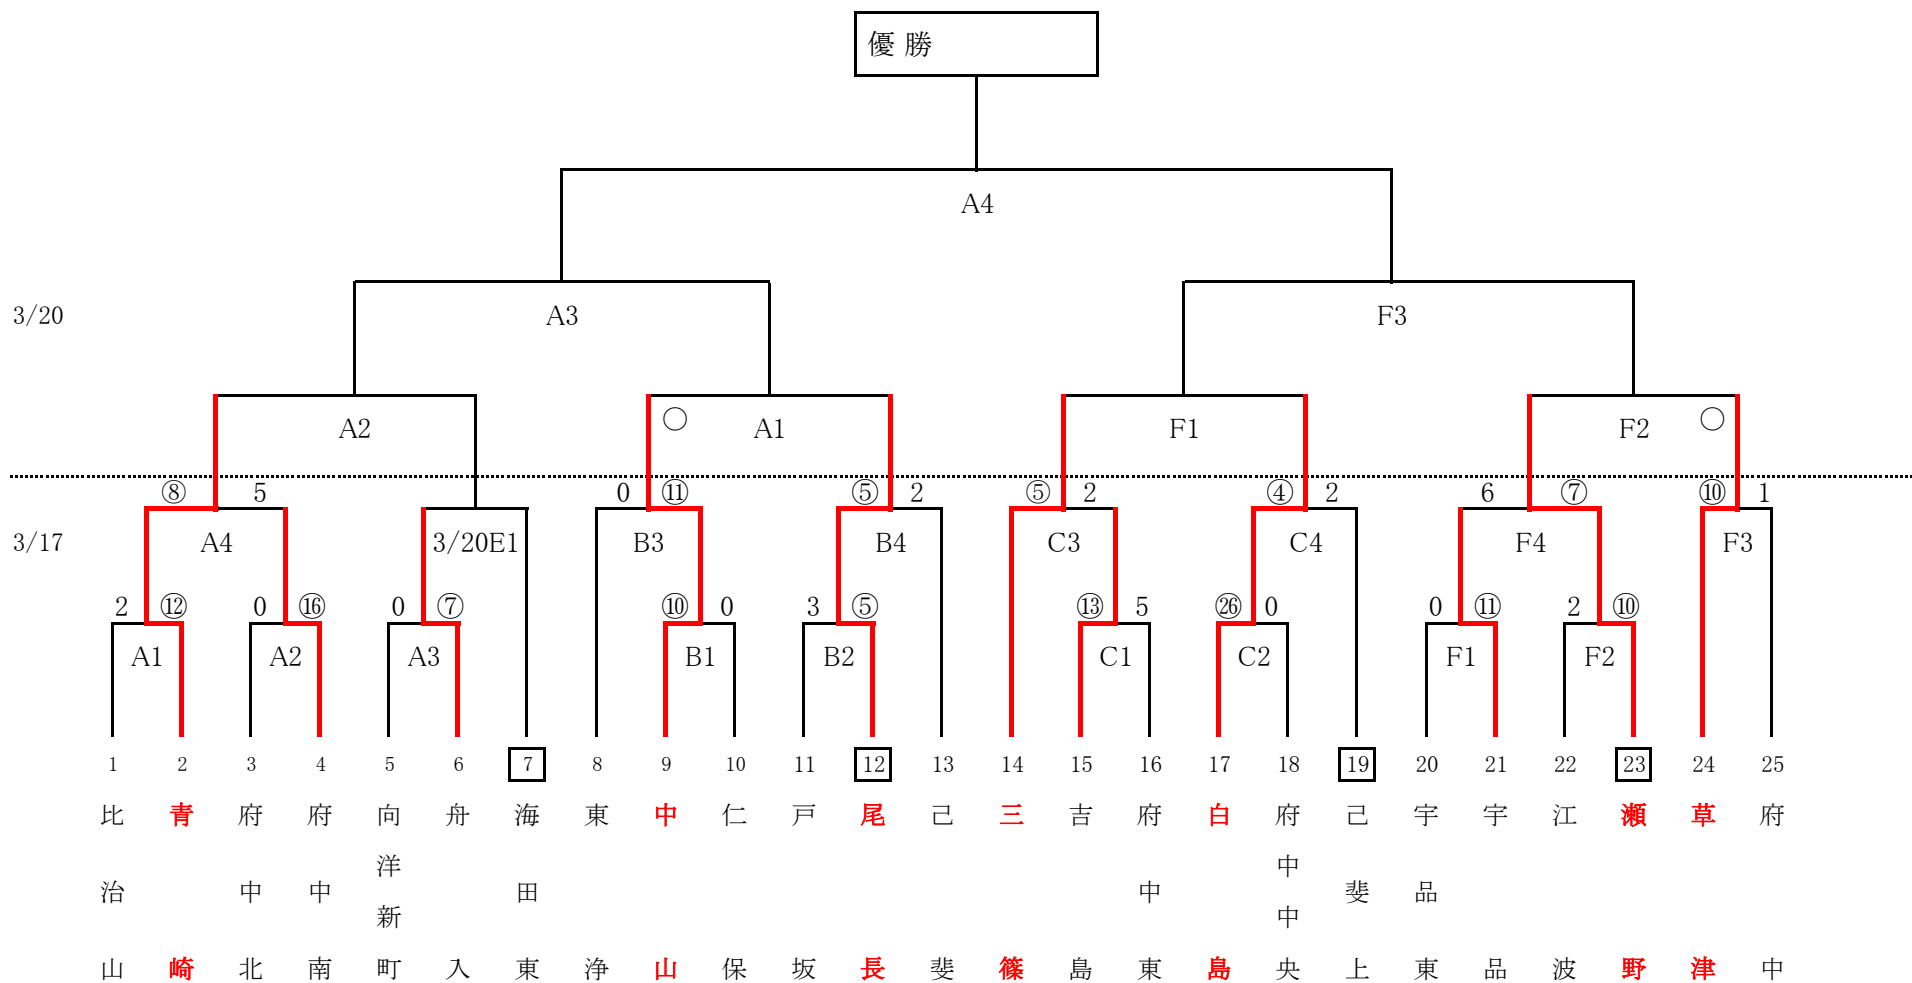 優 勝
A4
3/20
A3
F3
A2
○
A1
F1
F2
○
⑧
5
0
⑪
⑤
2
⑤
2
④
2
6
⑦
⑩
1
3/17
A4
3/20E1
B3
B4
C3
C4
F4
F3
2
⑫
0
⑯
0
⑦
⑩
0
3
⑤
⑬
5
㉖
0
0
⑪
2
⑩
A1
A2
A3
B1
B2
C1
C2
F1
F2
1
2
3
4
5
6
7
8
9
10
11
12
13
14
15
16
17
18
19
20
21
22
23
24
25
比治山
青崎
府中北
府中南
向洋新町
舟入
海田東
東浄
中山
仁保
戸坂
尾長
己斐
三篠
吉島
府中東
白島
府中中央
己斐上
宇品東
宇品
江波
瀬野
草津
府中